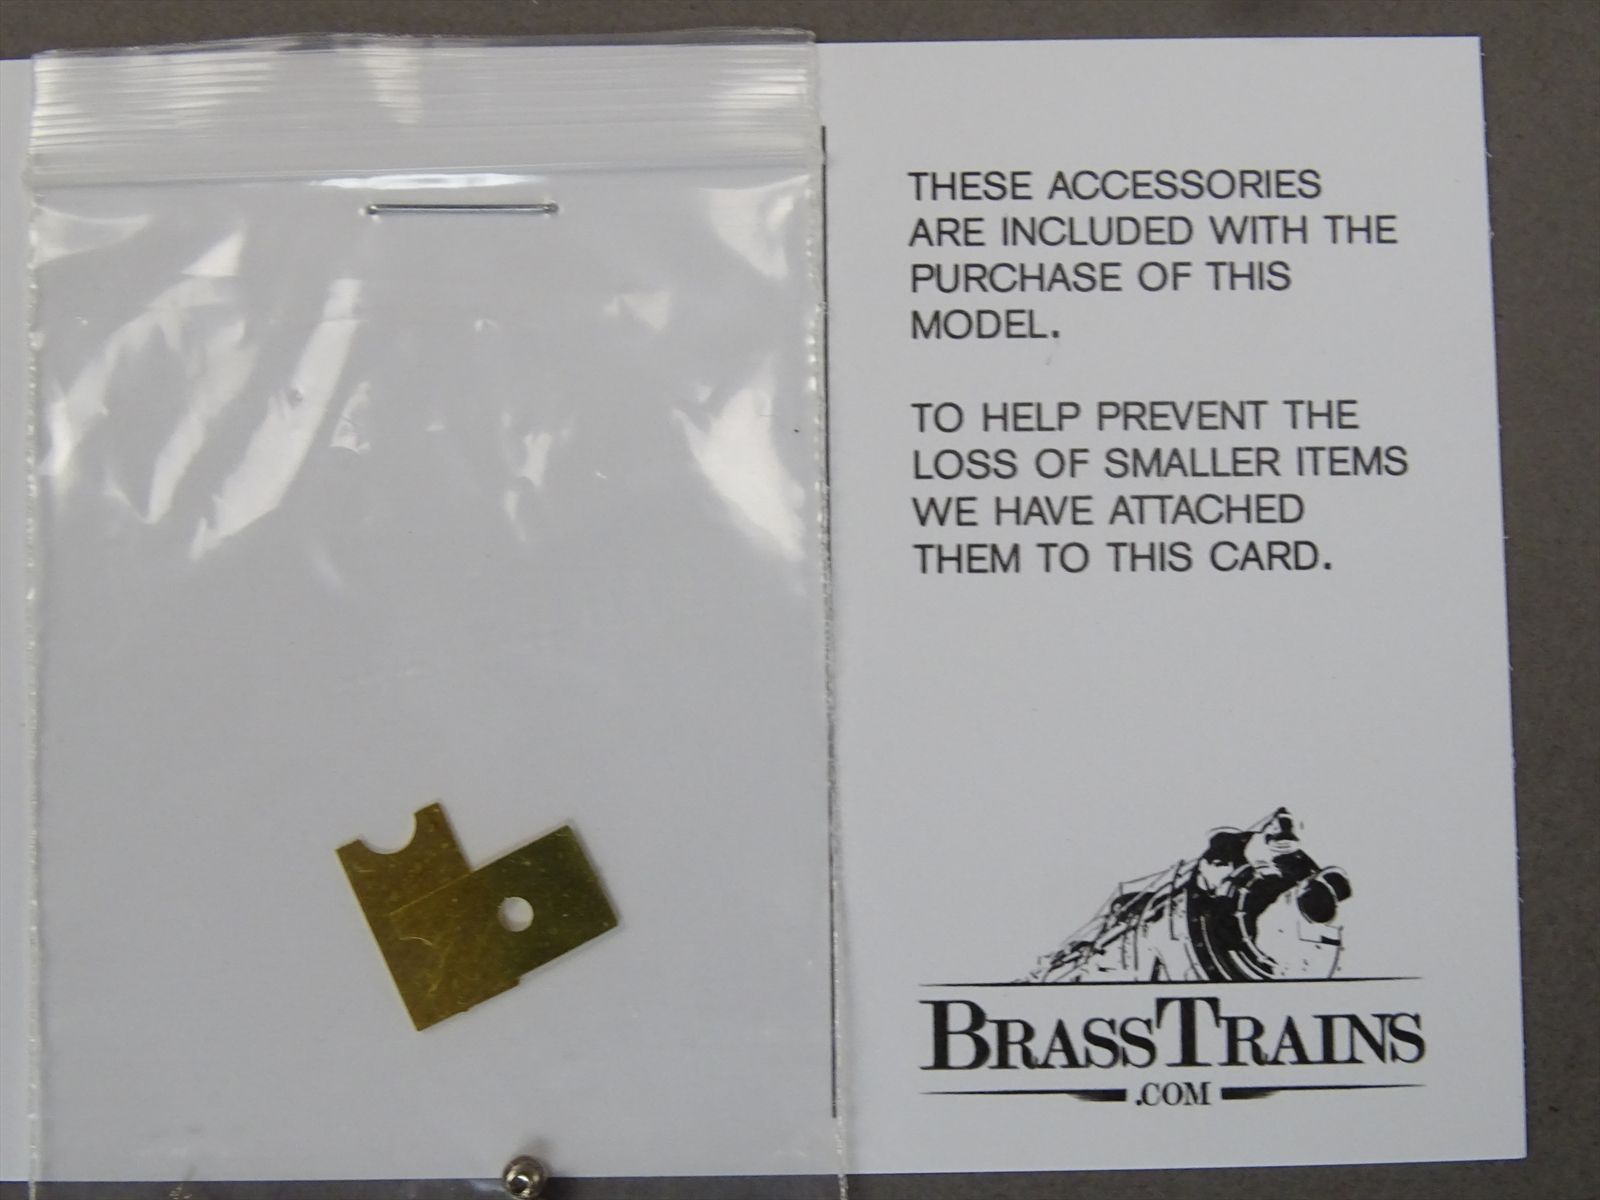 THESE ACCESSORIES
ARE INCLUDED WITH THE
PURCHASE OF THIS
MODEL.
TO HELP PREVENT THE
LOSS OF SMALLER ITEMS
WE HAVE ATTACHED
THEM TO THIS CARD.
BRASSTRAINS
.COM